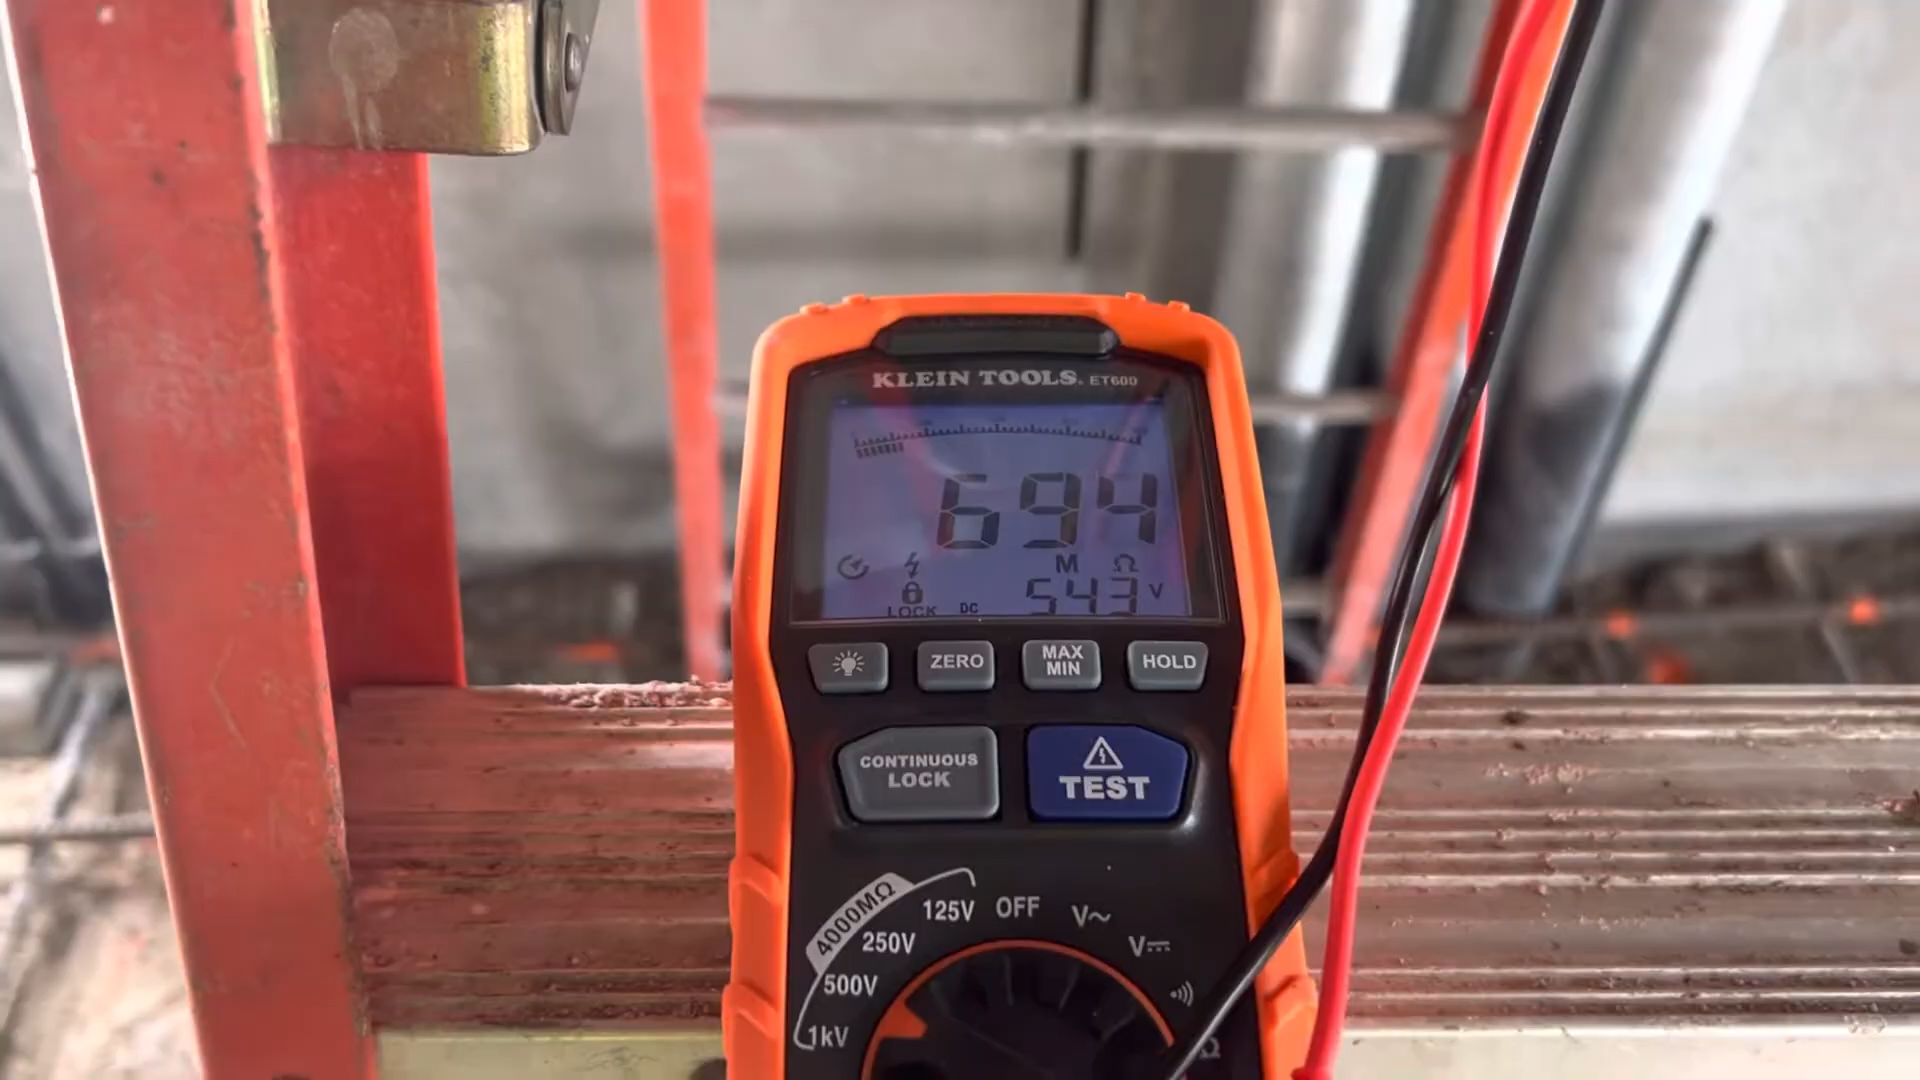 KLEIN TOOLS. ET600
694
M Ω
LOCK DC 543 V
ZERO
MAX
MIN
HOLD
CONTINUOUS
LOCK
TEST
4000MΩ
125V
OFF
V~
250V
V⎓
500V
1kV
Ω